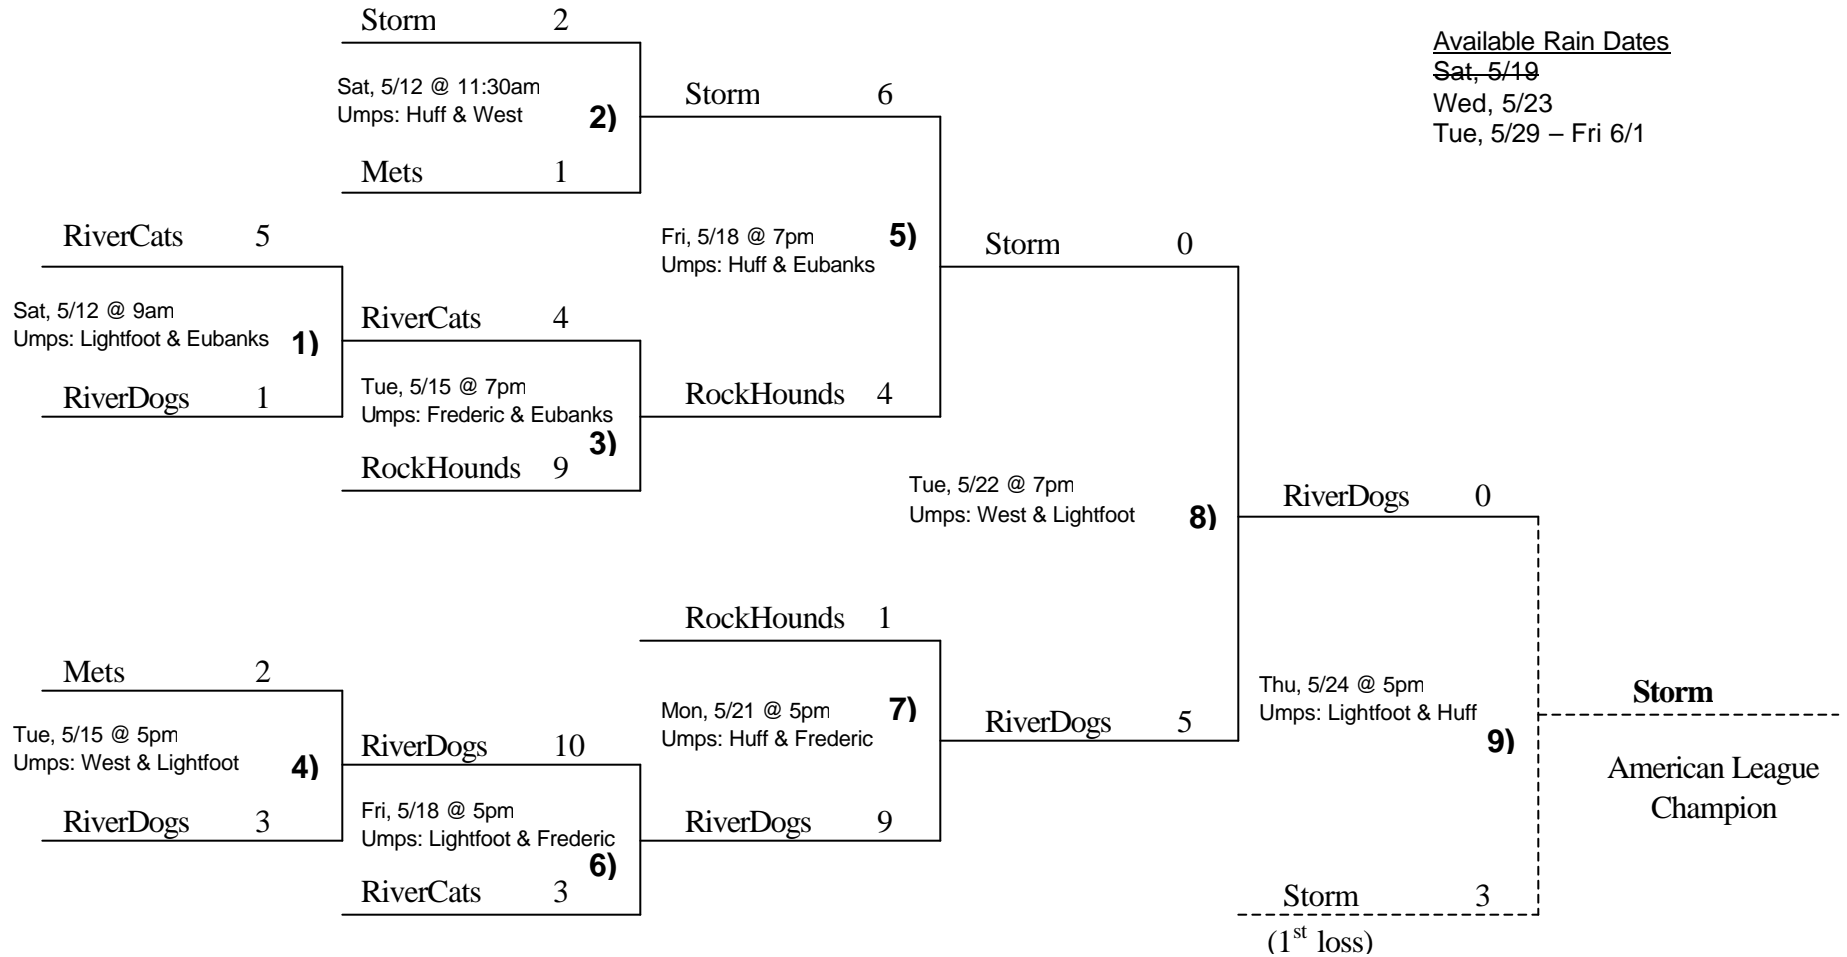 Storm 2
Sat, 5/12 @ 11:30am
Umps: Huff & West
2)
Mets 1
Storm 6
Available Rain Dates
Sat, 5/19
Wed, 5/23
Tue, 5/29 – Fri 6/1
RiverCats 5
Sat, 5/12 @ 9am
Umps: Lightfoot & Eubanks
1)
RiverDogs 1
Fri, 5/18 @ 7pm
Umps: Huff & Eubanks
5)
Storm 0
RiverCats 4
Tue, 5/15 @ 7pm
Umps: Frederic & Eubanks
3)
RockHounds 9
RockHounds 4
Tue, 5/22 @ 7pm
Umps: West & Lightfoot
8)
RiverDogs 0
Mets 2
Tue, 5/15 @ 5pm
Umps: West & Lightfoot
4)
RiverDogs 3
RockHounds 1
Mon, 5/21 @ 5pm
Umps: Huff & Frederic
7)
RiverDogs 5
RiverDogs 10
Fri, 5/18 @ 5pm
Umps: Lightfoot & Frederic
6)
RiverCats 3
RiverDogs 9
Thu, 5/24 @ 5pm
Umps: Lightfoot & Huff
9)
Storm
American League
Champion
Storm 3
(1st loss)